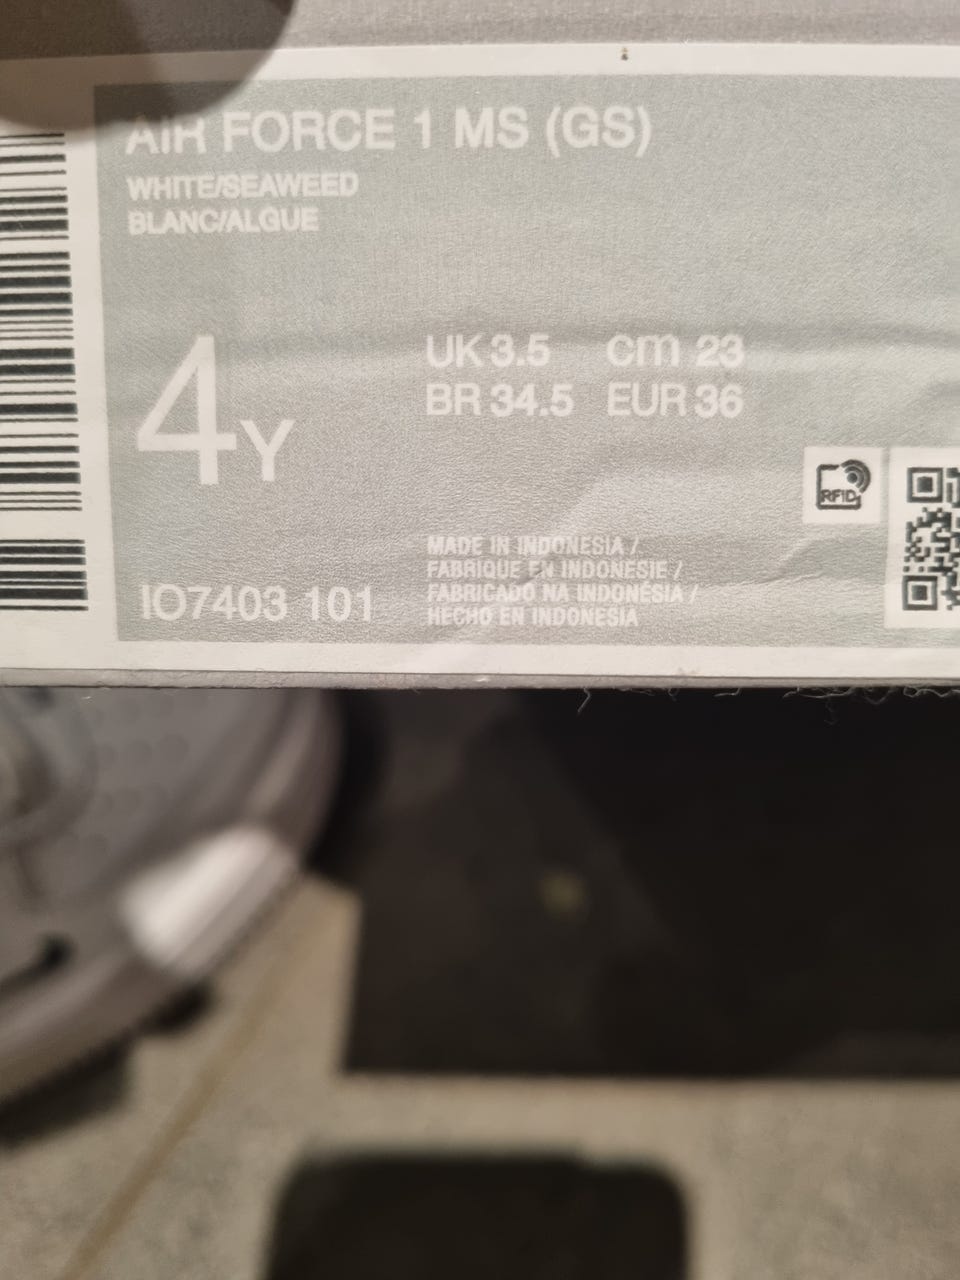 AIR FORCE 1 MS (GS)
WHITE/SEAWEED
BLANC/ALGUE
4Y
UK 3.5 cm 23
BR 34.5 EUR 36
RFID
MADE IN INDONESIA /
FABRIQUE EN INDONESIE /
FABRICADO NA INDONÉSIA /
HECHO EN INDONESIA
IO7403 101